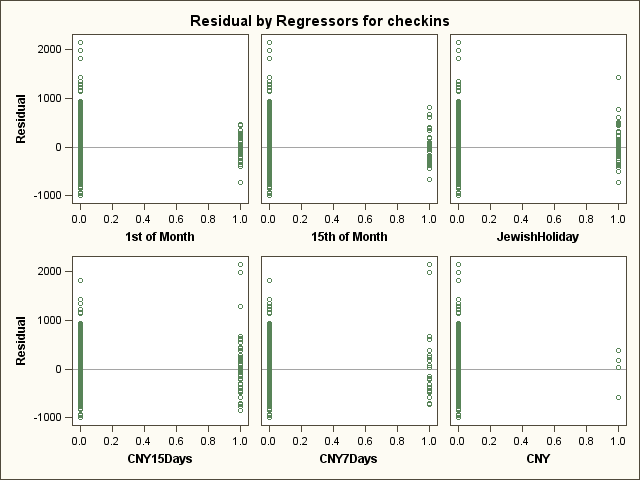 Residual by Regressors for checkins
Residual
2000
1000
0
-1000
0.0 0.2 0.4 0.6 0.8 1.0
1st of Month
0.0 0.2 0.4 0.6 0.8 1.0
15th of Month
0.0 0.2 0.4 0.6 0.8 1.0
JewishHoliday
Residual
2000
1000
0
-1000
0.0 0.2 0.4 0.6 0.8 1.0
CNY15Days
0.0 0.2 0.4 0.6 0.8 1.0
CNY7Days
0.0 0.2 0.4 0.6 0.8 1.0
CNY